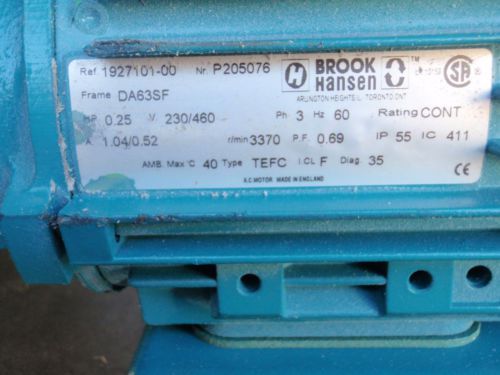 Ref. 1927101-00 Nr. P205076 BROOK Hansen TM
ARLINGTON HEIGHTS IL. TORONTO, ONT
Frame DA63SF
HP 0.25 V. 230/460 Ph 3 Hz 60 Rating CONT
A. 1.04/0.52 r/min 3370 P.F. 0.69 IP 55 IC 411
AMB. Max °C 40 Type TEFC I.CL F Diag. 35
A.C. MOTOR MADE IN ENGLAND CE